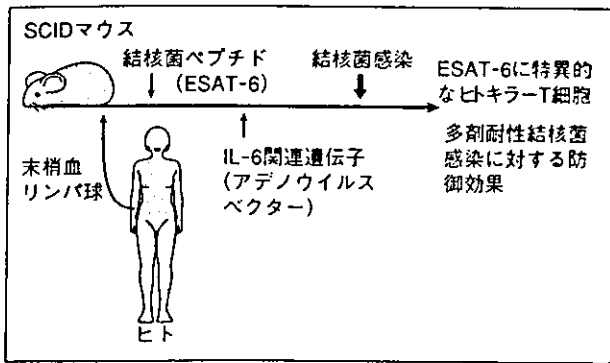 SCIDマウス
結核菌ペプチド
(ESAT-6)
結核菌感染
ESAT-6に特異的
なヒトキラーT細胞
多剤耐性結核菌
感染に対する防
御効果
末梢血
リンパ球
IL-6関連遺伝子
(アデノウイルス
ベクター)
ヒト